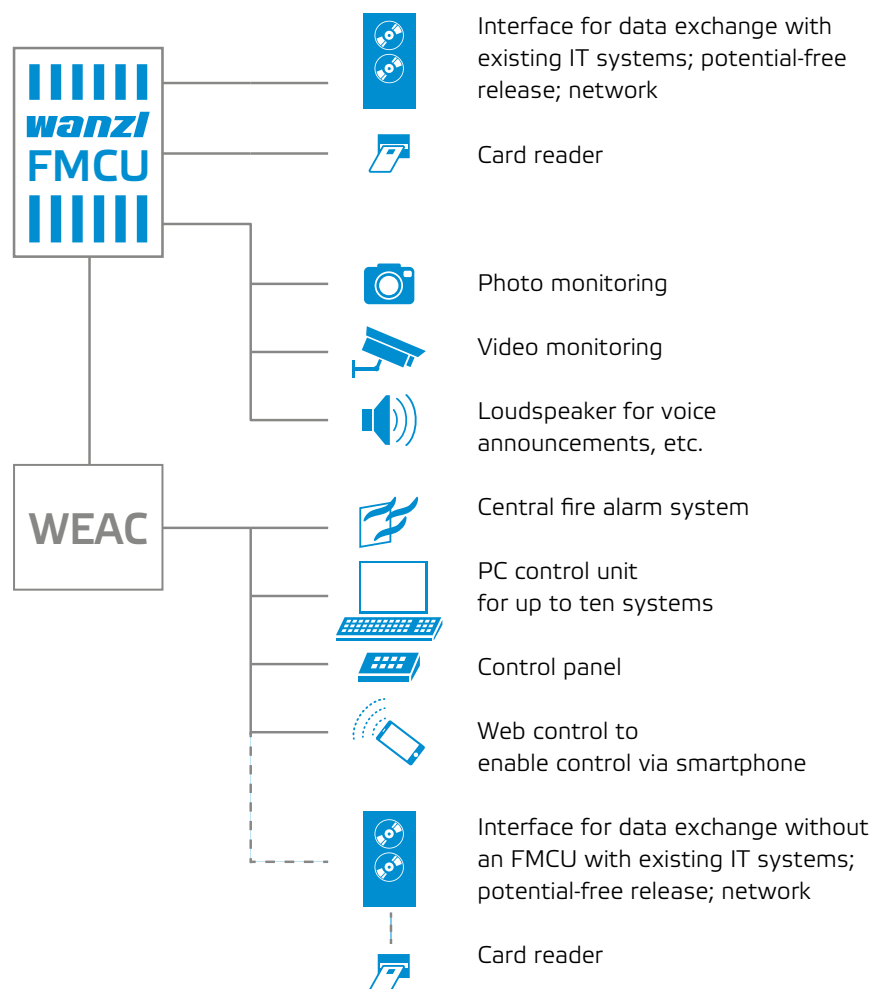 Interface for data exchange with
existing IT systems; potential-free
release; network
wanzl
FMCU
Card reader
Photo monitoring
Video monitoring
Loudspeaker for voice
announcements, etc.
WEAC
Central fire alarm system
PC control unit
for up to ten systems
Control panel
Web control to
enable control via smartphone
Interface for data exchange without
an FMCU with existing IT systems;
potential-free release; network
Card reader